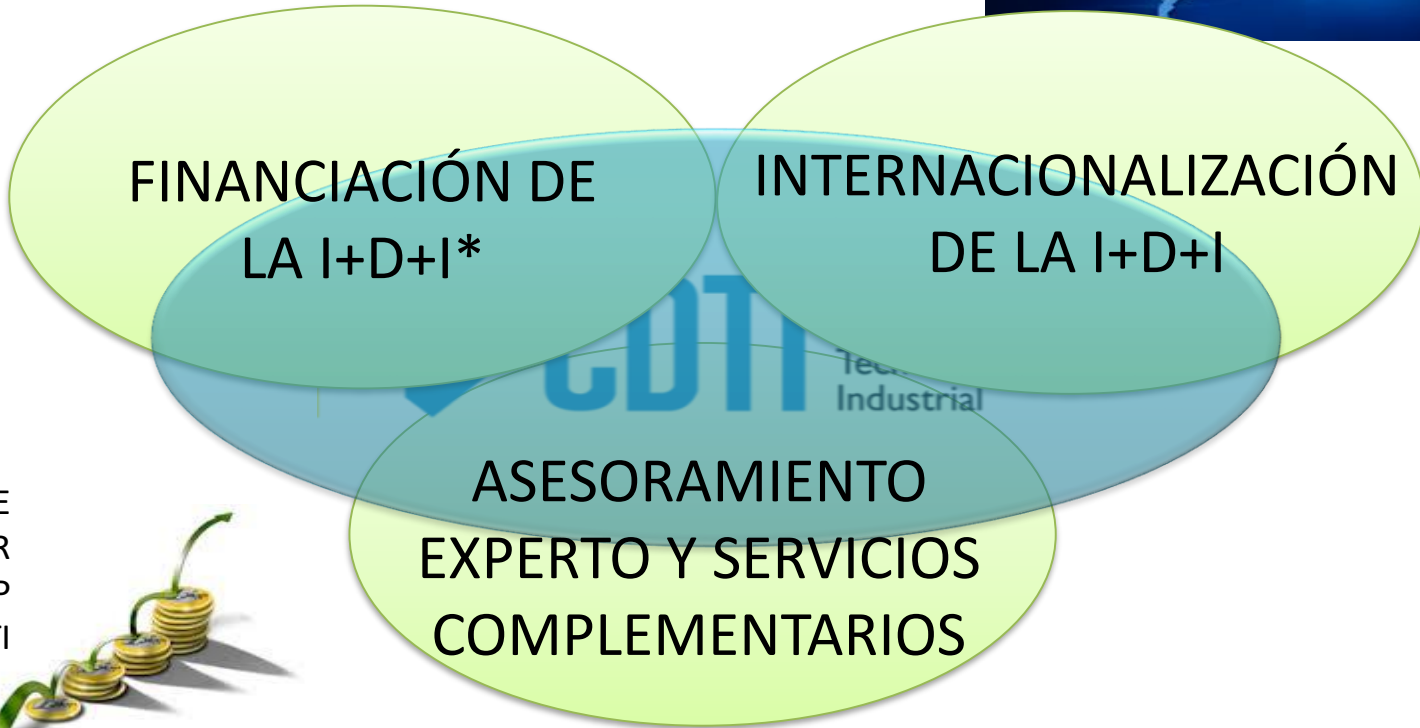 FINANCIACIÓN DE
LA I+D+I*
INTERNACIONALIZACIÓN
DE LA I+D+I
CDTI
Industrial
ASESORAMIENTO
EXPERTO Y SERVICIOS
COMPLEMENTARIOS
E
R
P
I